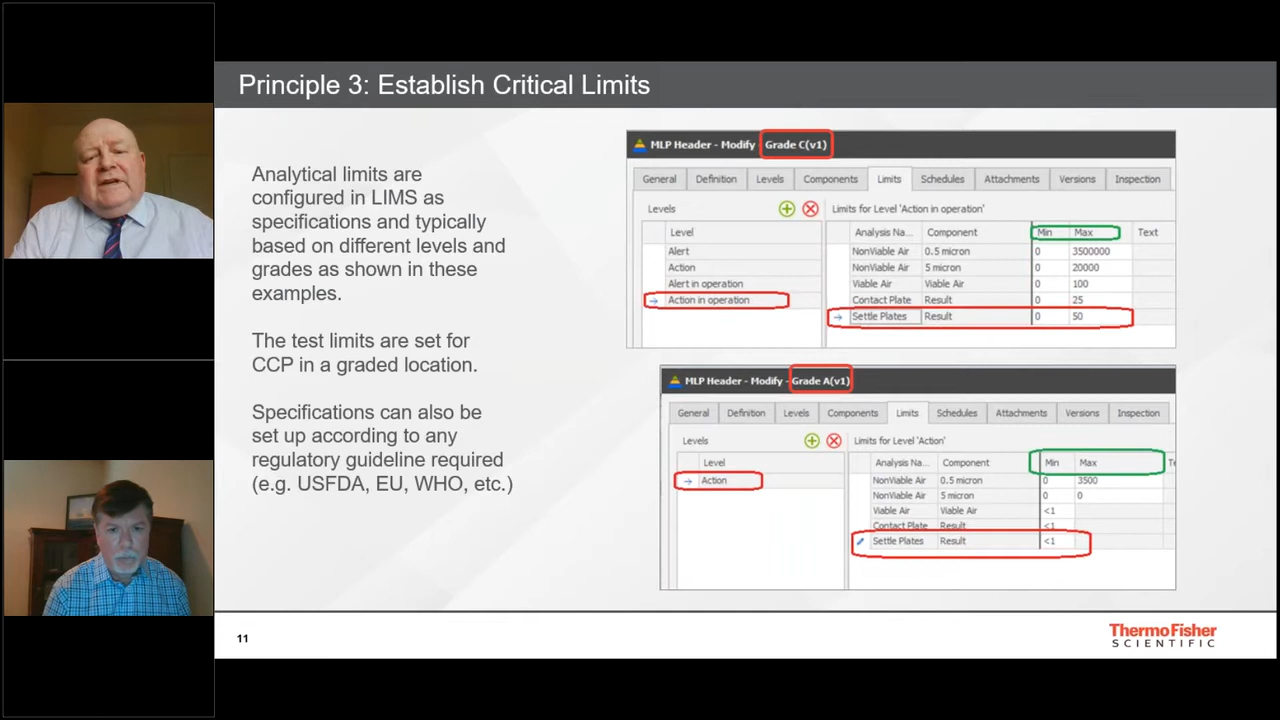 Principle 3: Establish Critical Limits
Analytical limits are
configured in LIMS as
specifications and typically
based on different levels and
grades as shown in these
examples.
The test limits are set for
CCP in a graded location.
Specifications can also be
set up according to any
regulatory guideline required
(e.g. USFDA, EU, WHO, etc.)
MLP Header - Modify - Grade C(v1)
General Definition Levels Components Limits Schedules Attachments Versions Inspection
Levels
Level
Alert
Action
Alert in operation
Action in operation
Limits for Level 'Action in operation'
Analysis Na... Component Min Max Text
NonViable Air 0.5 micron 0 3500000
NonViable Air 5 micron 0 20000
Viable Air Viable Air 0 100
Contact Plate Result 0 25
Settle Plates Result 0 50
MLP Header - Modify - Grade A(v1)
General Definition Levels Components Limits Schedules Attachments Versions Inspection
Levels
Level
Action
Limits for Level 'Action'
Analysis Na... Component Min Max Te
NonViable Air 0.5 micron 0 3500
NonViable Air 5 micron 0 0
Viable Air Viable Air <1
Contact Plate Result <1
Settle Plates Result <1
11
ThermoFisher
SCIENTIFIC